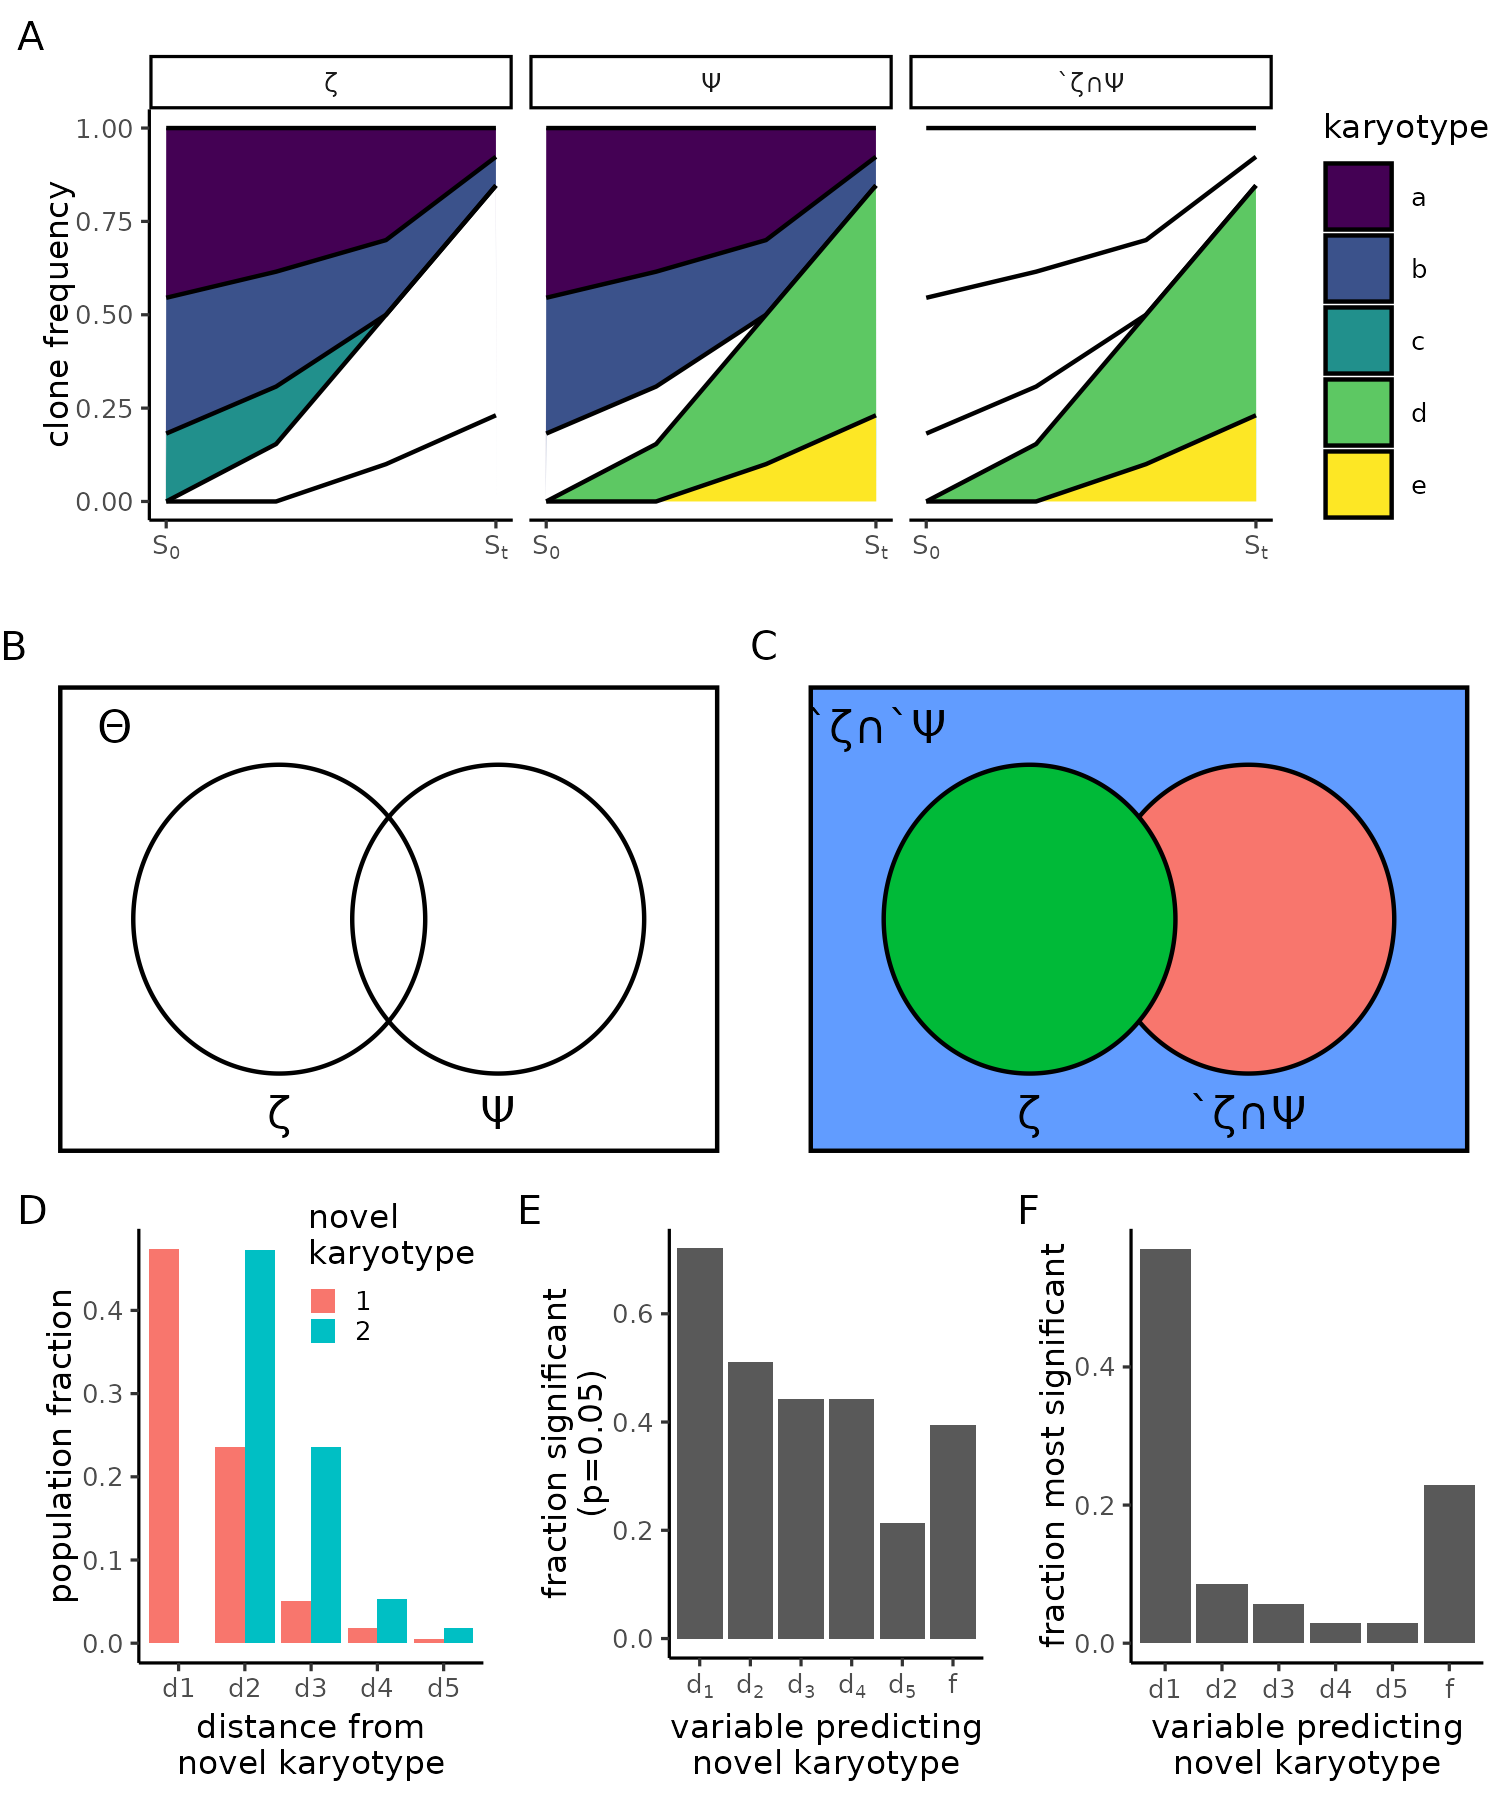 A
ζ
Ψ
`ζ∩Ψ
karyotype
a
b
c
d
e
clone frequency
1.00
0.75
0.50
0.25
0.00
S₀
Sₜ
S₀
Sₜ
S₀
Sₜ
B
Θ
ζ
Ψ
C
`ζ∩`Ψ
ζ
`ζ∩Ψ
D
novel
karyotype
1
2
population fraction
0.4
0.3
0.2
0.1
0.0
d1
d2
d3
d4
d5
distance from
novel karyotype
E
fraction significant
(p=0.05)
0.6
0.4
0.2
0.0
d₁
d₂
d₃
d₄
d₅
f
variable predicting
novel karyotype
F
fraction most significant
0.4
0.2
0.0
d1
d2
d3
d4
d5
f
variable predicting
novel karyotype